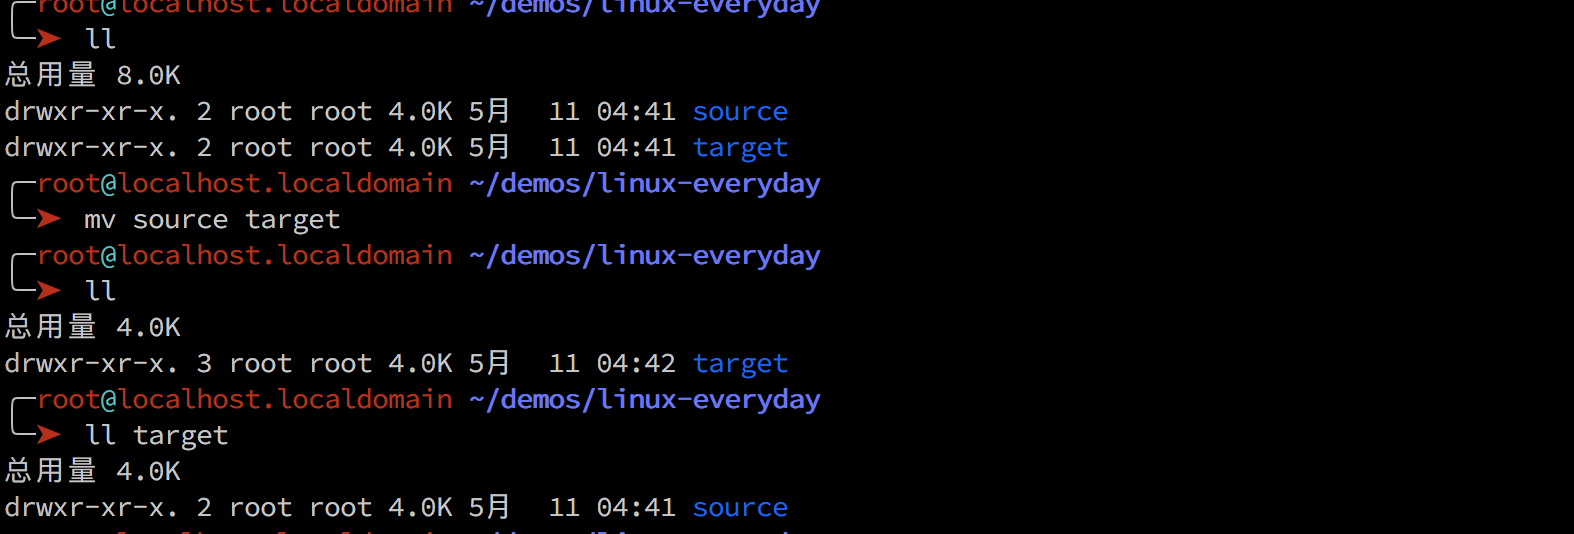 root@localhost.localdomain ~/demos/linux-everyday
➤ ll
总用量 8.0K
drwxr-xr-x. 2 root root 4.0K 5月  11 04:41 source
drwxr-xr-x. 2 root root 4.0K 5月  11 04:41 target
root@localhost.localdomain ~/demos/linux-everyday
➤ mv source target
root@localhost.localdomain ~/demos/linux-everyday
➤ ll
总用量 4.0K
drwxr-xr-x. 3 root root 4.0K 5月  11 04:42 target
root@localhost.localdomain ~/demos/linux-everyday
➤ ll target
总用量 4.0K
drwxr-xr-x. 2 root root 4.0K 5月  11 04:41 source